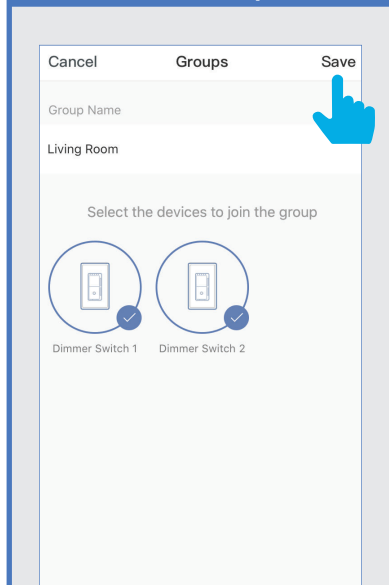 Cancel Groups Save
Group Name
Living Room
Select the devices to join the group
Dimmer Switch 1 Dimmer Switch 2